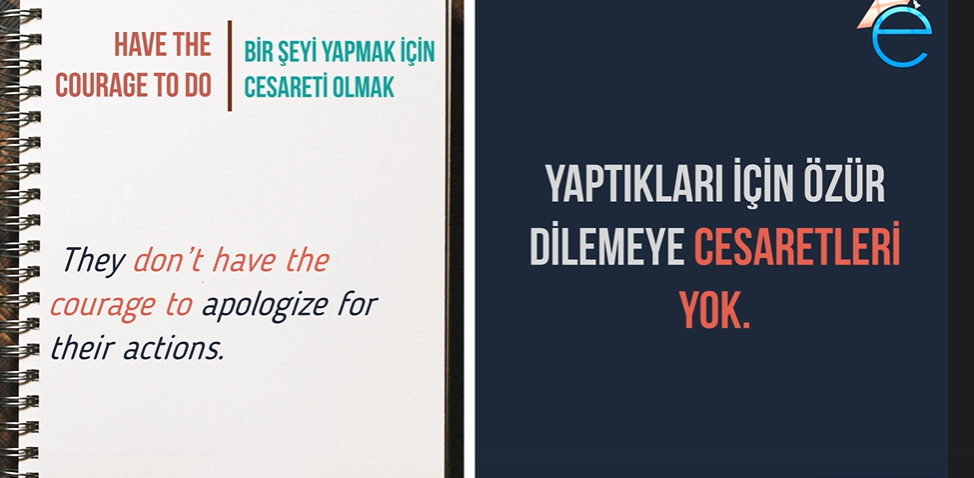 HAVE THE
COURAGE TO DO
BİR ŞEYİ YAPMAK İÇİN
CESARETİ OLMAK
They don't have the
courage to apologize for
their actions.
YAPTIKLARI İÇİN ÖZÜR
DİLEMEYE CESARETLERİ
YOK.